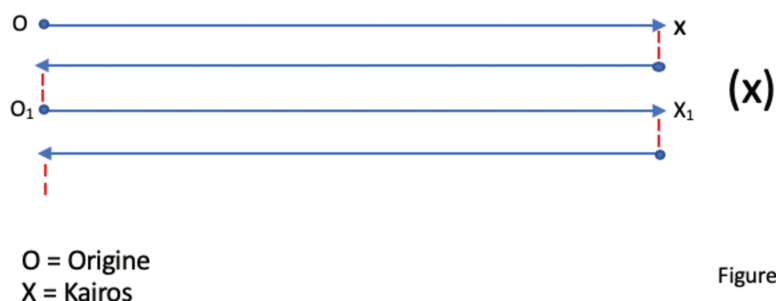 O x
(x)
O₁ X₁
O = Origine
X = Kairos
Figure